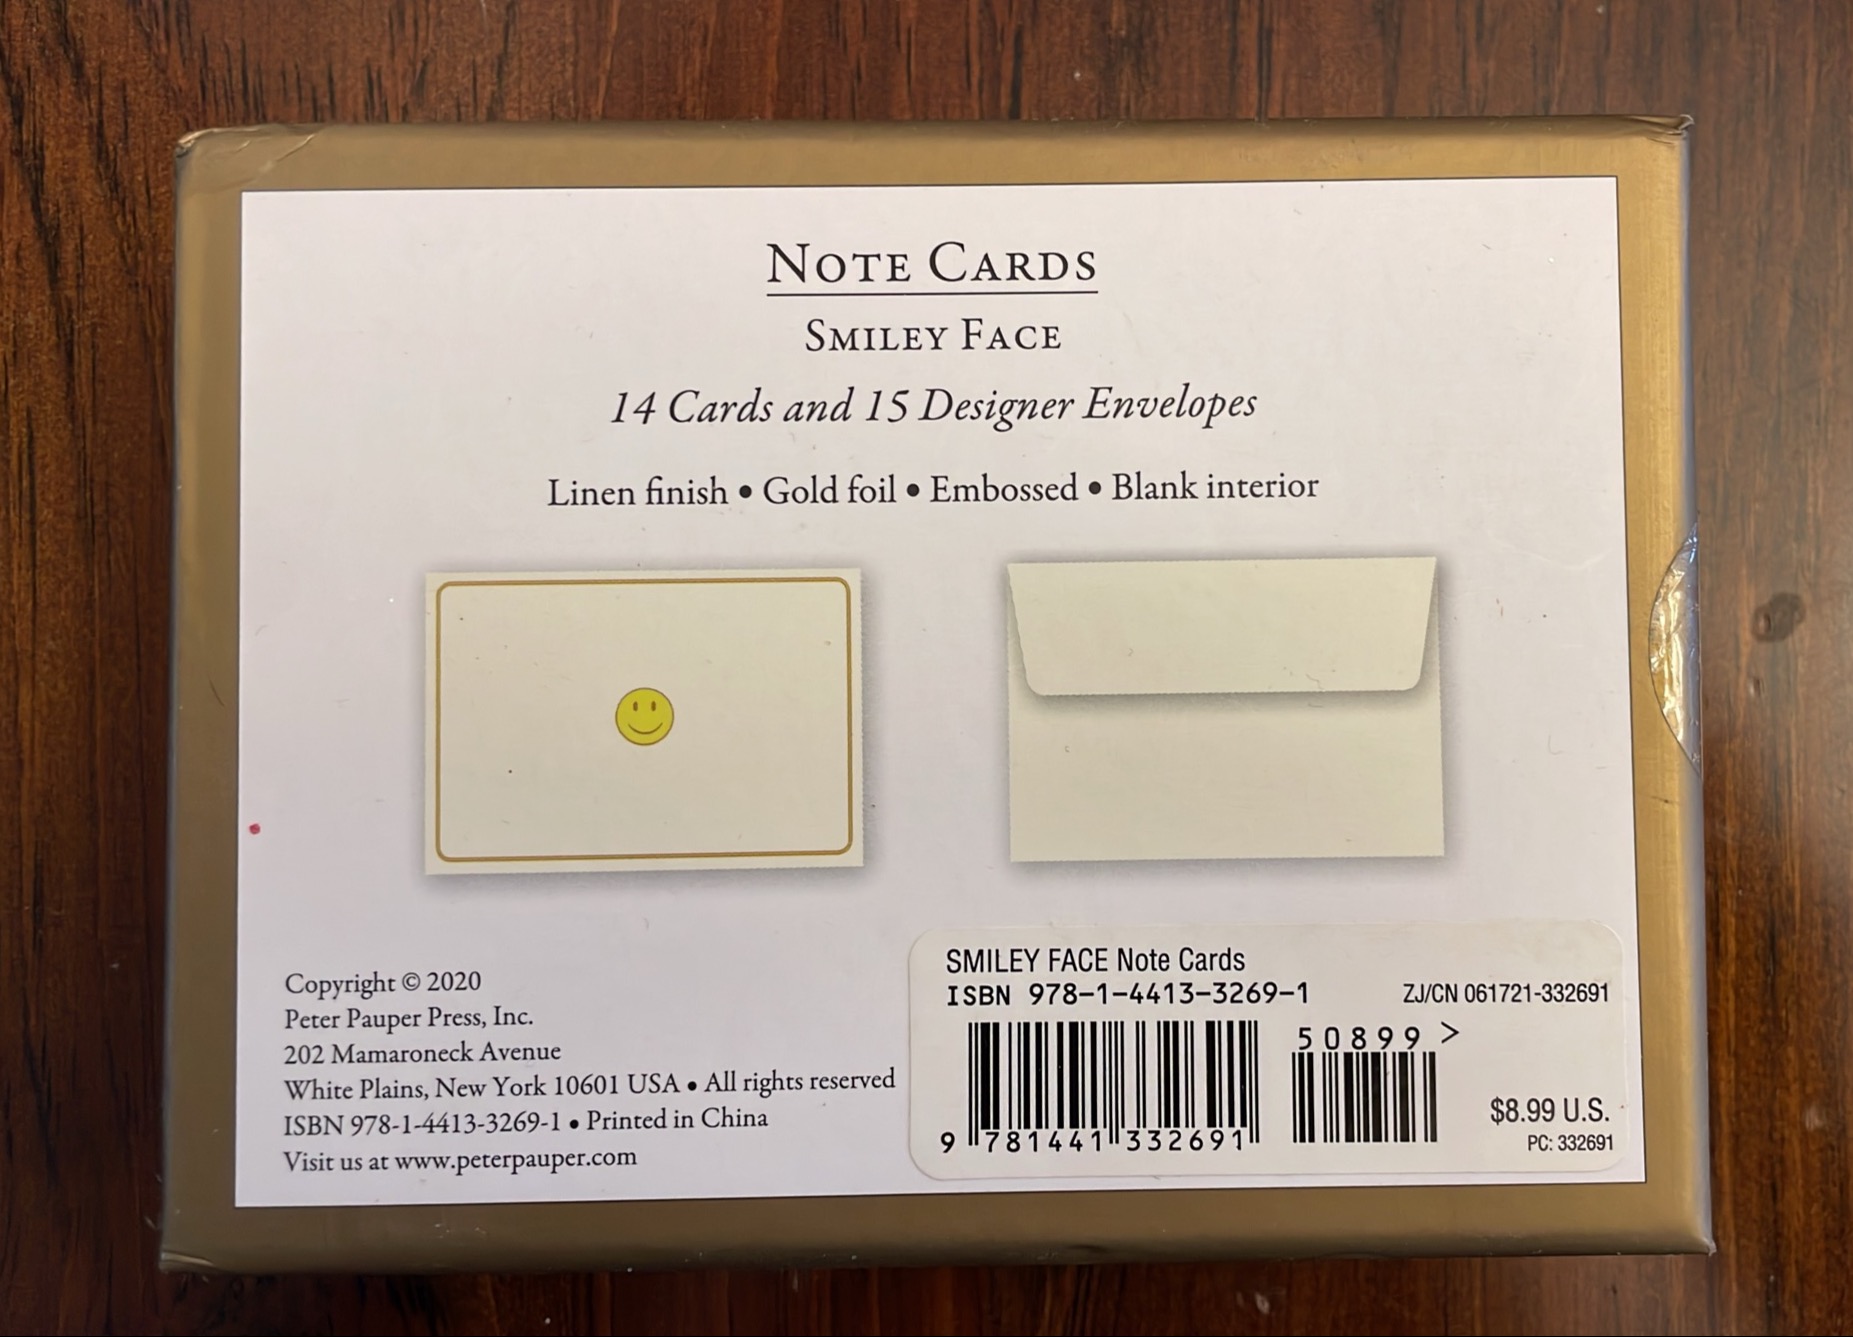 NOTE CARDS
SMILEY FACE
14 Cards and 15 Designer Envelopes
Linen finish • Gold foil • Embossed • Blank interior
Copyright © 2020
Peter Pauper Press, Inc.
202 Mamaroneck Avenue
White Plains, New York 10601 USA • All rights reserved
ISBN 978-1-4413-3269-1 • Printed in China
Visit us at www.peterpauper.com
SMILEY FACE Note Cards
ISBN 978-1-4413-3269-1
ZJ/CN 061721-332691
50899 >
9 781441 332691
$8.99 U.S.
PC: 332691